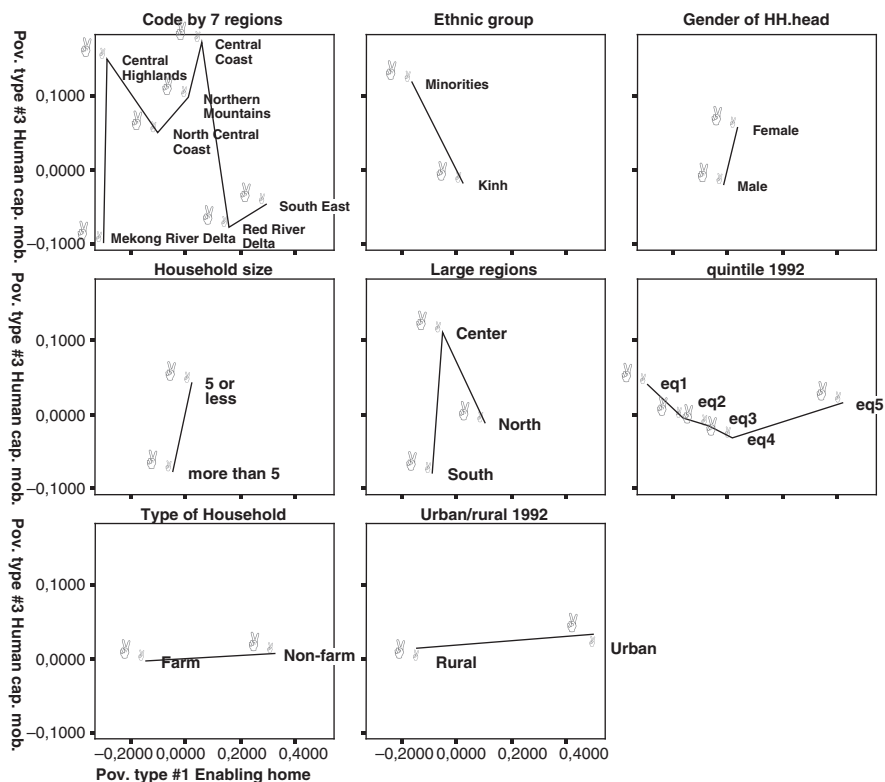 Code by 7 regions
Ethnic group
Gender of HH.head
Pov. type #3 Human cap. mob.
0,1000
0,0000
–0,1000
Central
Highlands
Central
Coast
Northern
Mountains
North Central
Coast
South East
Mekong River Delta
Red River
Delta
Minorities
Kinh
Female
Male
Household size
Large regions
quintile 1992
Pov. type #3 Human cap. mob.
0,1000
0,0000
–0,1000
5 or
less
more than 5
Center
North
South
eq1
eq2
eq3
eq4
eq5
Type of Household
Urban/rural 1992
Pov. type #3 Human cap. mob.
0,1000
0,0000
–0,1000
Farm
Non-farm
Rural
Urban
–0,2000 0,0000 0,2000 0,4000
–0,2000 0,0000 0,2000 0,4000
Pov. type #1 Enabling home